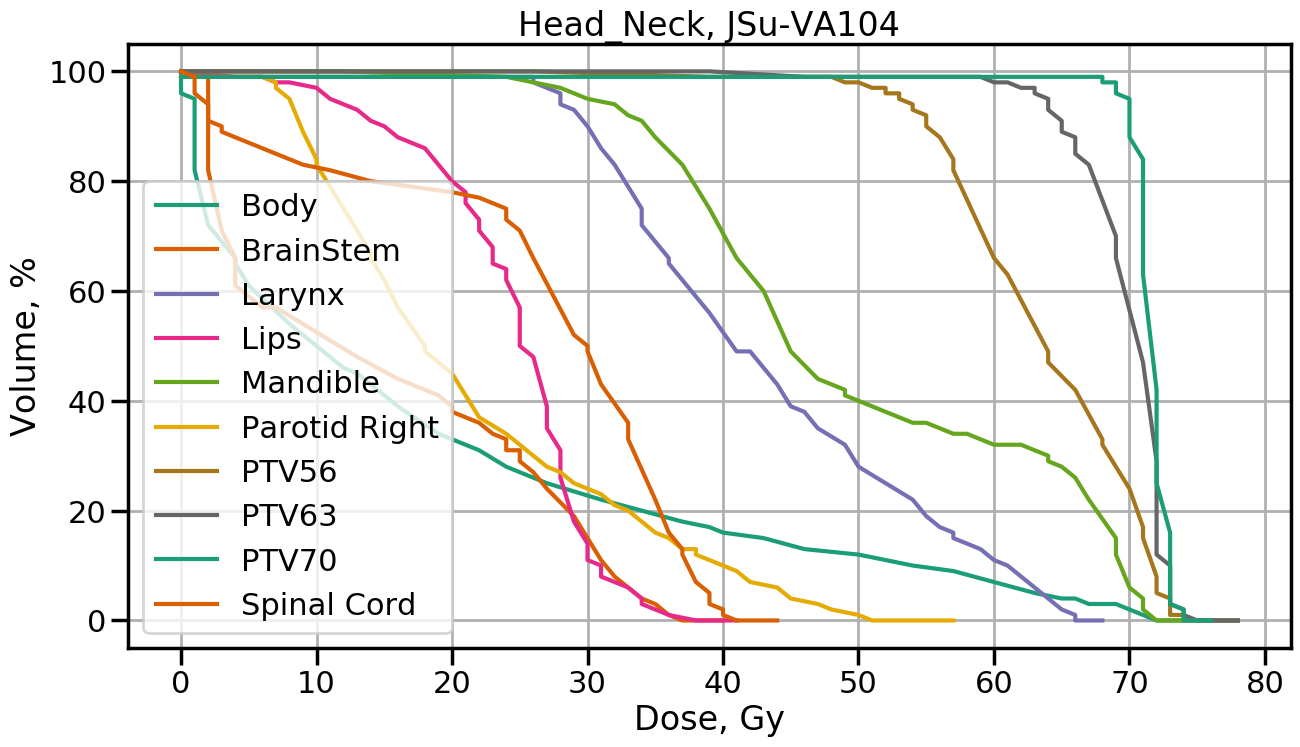 Head_Neck, JSu-VA104
Volume, %
100
80
60
40
20
0
Body
BrainStem
Larynx
Lips
Mandible
Parotid Right
PTV56
PTV63
PTV70
Spinal Cord
0 10 20 30 40 50 60 70 80
Dose, Gy